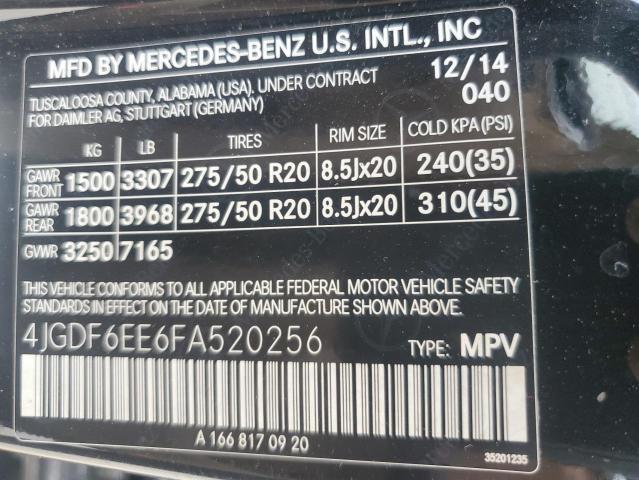 MFD BY MERCEDES-BENZ U.S. INTL., INC
TUSCALOOSA COUNTY, ALABAMA (USA). UNDER CONTRACT 12/14
FOR DAIMLER AG, STUTTGART (GERMANY) 040
KG LB TIRES RIM SIZE COLD KPA(PSI)
GAWR FRONT 1500 3307 275/50 R20 8.5Jx20 240(35)
GAWR REAR 1800 3968 275/50 R20 8.5Jx20 310(45)
GVWR 3250 7165
THIS VEHICLE CONFORMS TO ALL APPLICABLE FEDERAL MOTOR VEHICLE SAFETY
STANDARDS IN EFFECT ON THE DATE OF MANUFACTURE SHOWN ABOVE.
4JGDF6EE6FA520256 TYPE: MPV
A 166 817 09 20
35201235